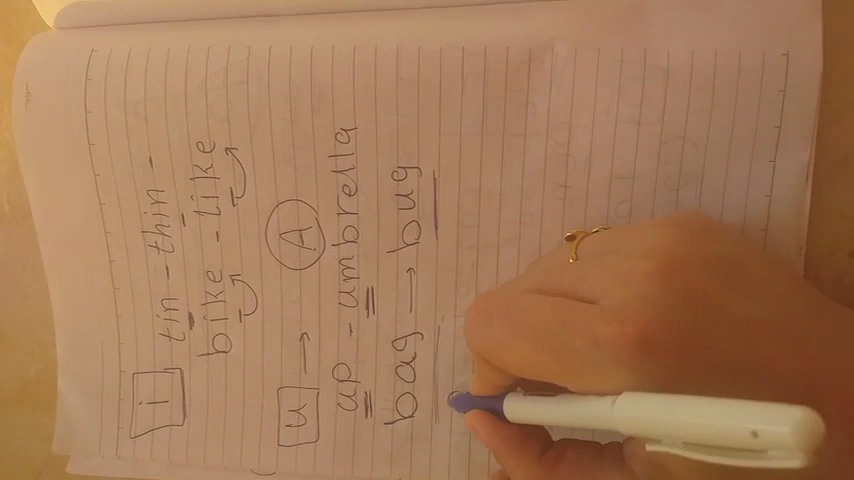 i tin - thin -
bike - like
u → A
up - umbrella
bag → bug